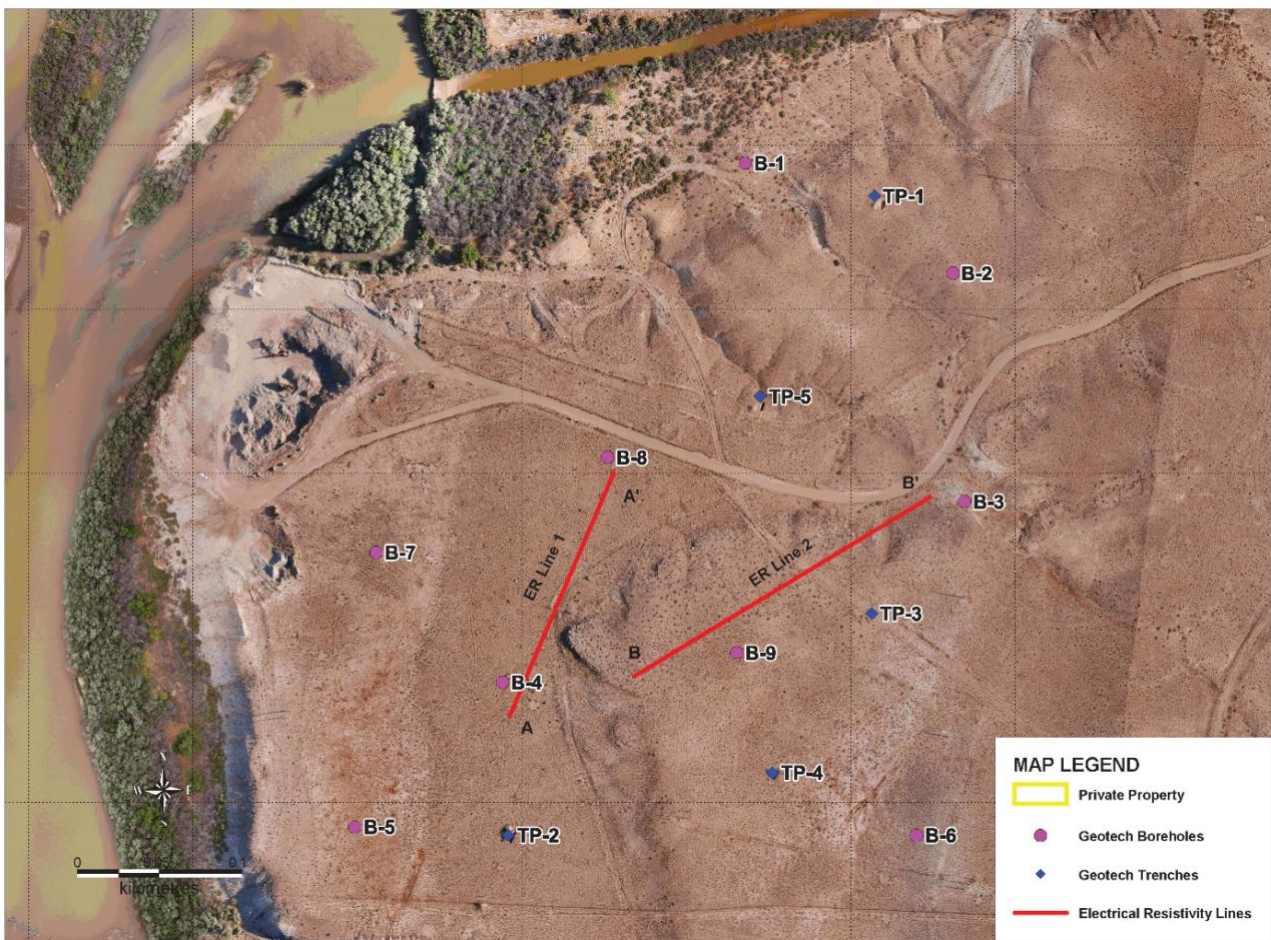 B-1
TP-1
B-2
TP-5
B-8
A'
B'
B-3
B-7
ER Line 1
ER Line 2
TP-3
B
B-9
B-4
A
TP-4
B-5
TP-2
B-6
N
W E
0 0.05 0.1
kilometres
MAP LEGEND
Private Property
Geotech Boreholes
Geotech Trenches
Electrical Resistivity Lines